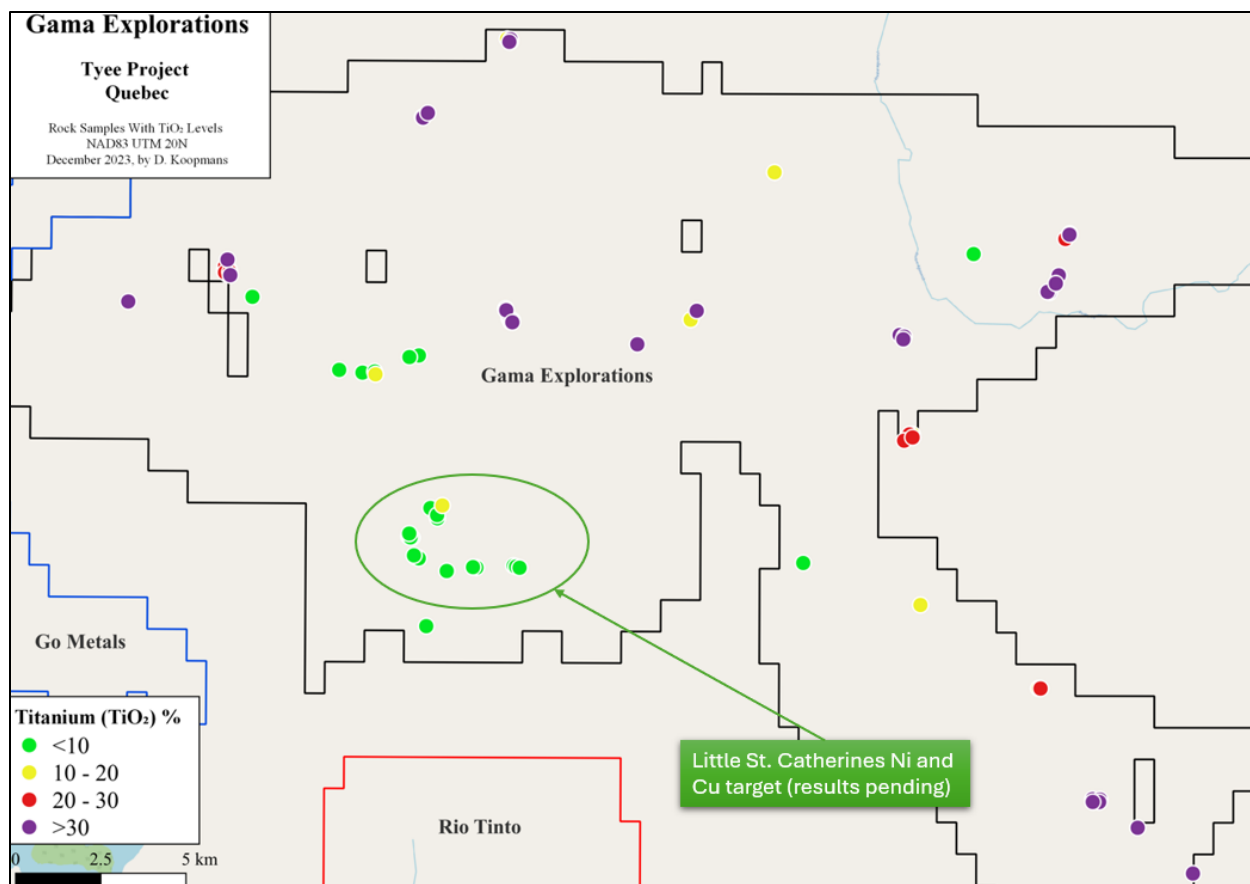 Gama Explorations
Tyee Project
Quebec
Rock Samples With TiO₂ Levels
NAD83 UTM 20N
December 2023, by D. Koopmans
Gama Explorations
Go Metals
Titanium (TiO₂) %
<10
10 - 20
20 - 30
>30
Little St. Catherines Ni and
Cu target (results pending)
Rio Tinto
0 2.5 5 km